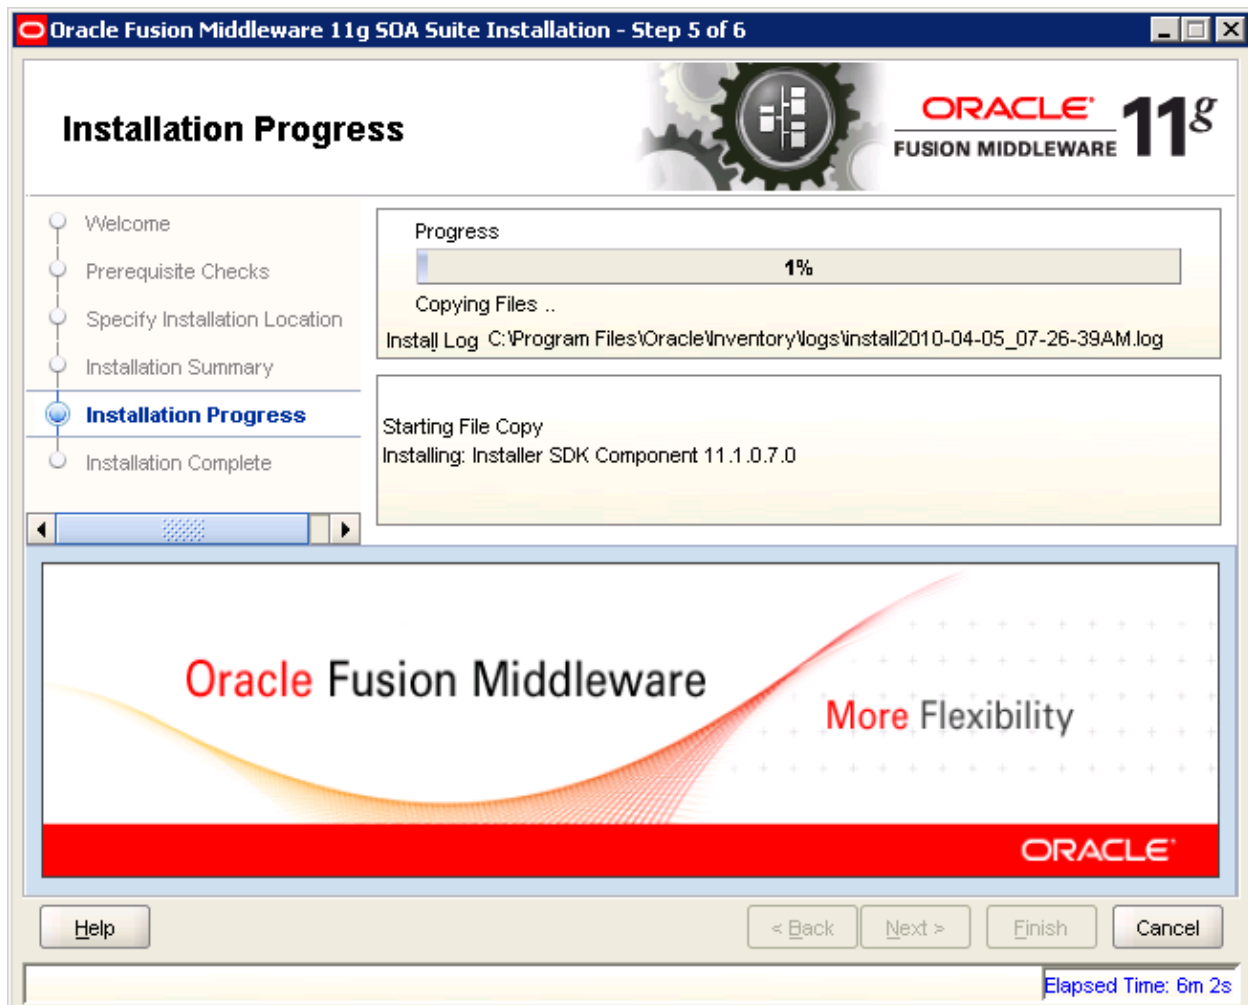 Oracle Fusion Middleware 11g SOA Suite Installation - Step 5 of 6
Installation Progress
ORACLE
FUSION MIDDLEWARE
11g
Welcome
Prerequisite Checks
Specify Installation Location
Installation Summary
Installation Progress
Installation Complete
Progress
1%
Copying Files ..
Install Log C:\Program Files\Oracle\Inventory\logs\install2010-04-05_07-26-39AM.log
Starting File Copy
Installing: Installer SDK Component 11.1.0.7.0
Oracle Fusion Middleware
More Flexibility
ORACLE
Help
< Back
Next >
Finish
Cancel
Elapsed Time: 6m 2s